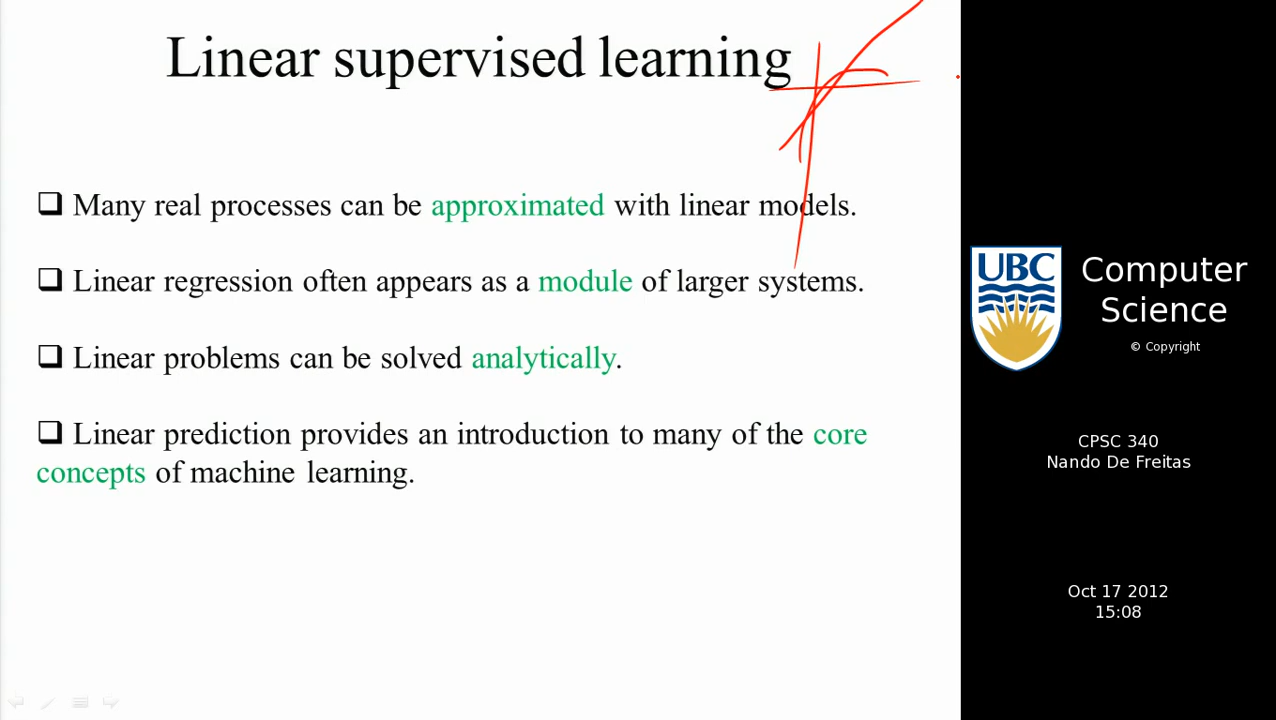 Linear supervised learning
❑ Many real processes can be approximated with linear models.
❑ Linear regression often appears as a module of larger systems.
❑ Linear problems can be solved analytically.
❑ Linear prediction provides an introduction to many of the core
concepts of machine learning.
UBC
Computer
Science
© Copyright
CPSC 340
Nando De Freitas
Oct 17 2012
15:08